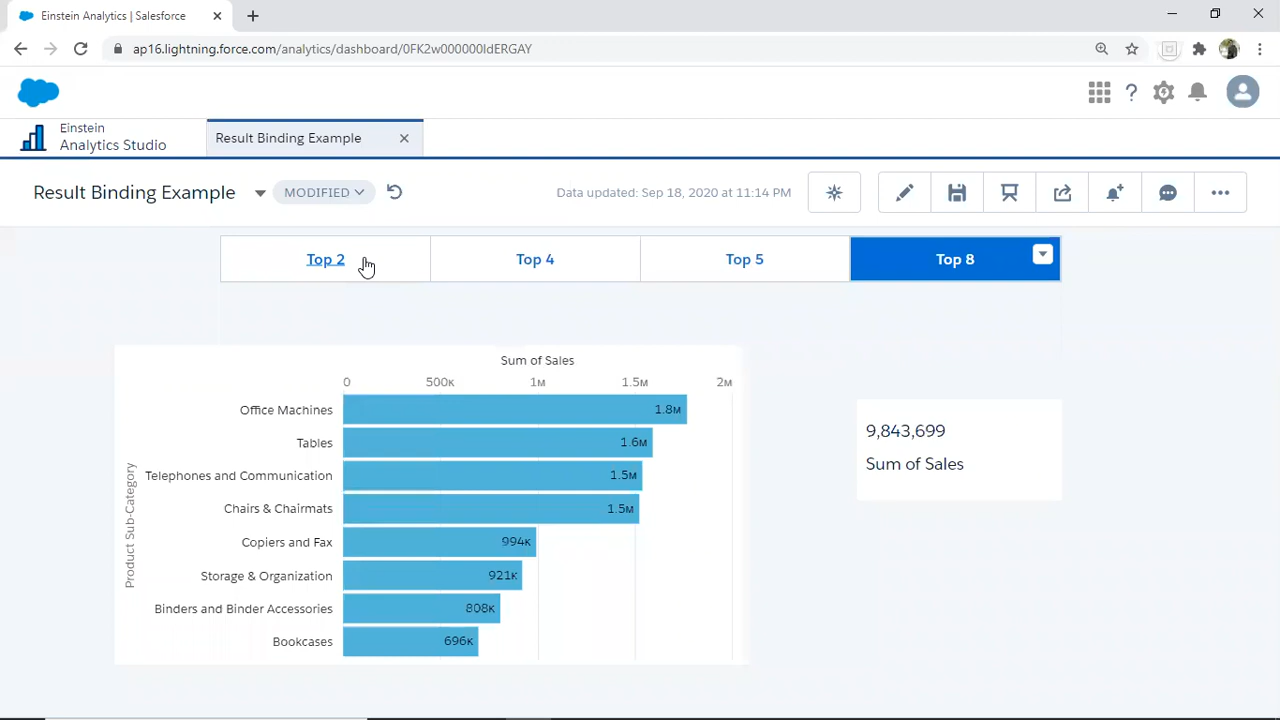 Einstein Analytics | Salesforce
ap16.lightning.force.com/analytics/dashboard/0FK2w000000IdERGAY
Einstein
Analytics Studio
Result Binding Example
Result Binding Example
MODIFIED
Data updated: Sep 18, 2020 at 11:14 PM
Top 2
Top 4
Top 5
Top 8
Sum of Sales
0 500K 1M 1.5M 2M
Product Sub-Category
Office Machines 1.8M
Tables 1.6M
Telephones and Communication 1.5M
Chairs & Chairmats 1.5M
Copiers and Fax 994K
Storage & Organization 921K
Binders and Binder Accessories 808K
Bookcases 696K
9,843,699
Sum of Sales